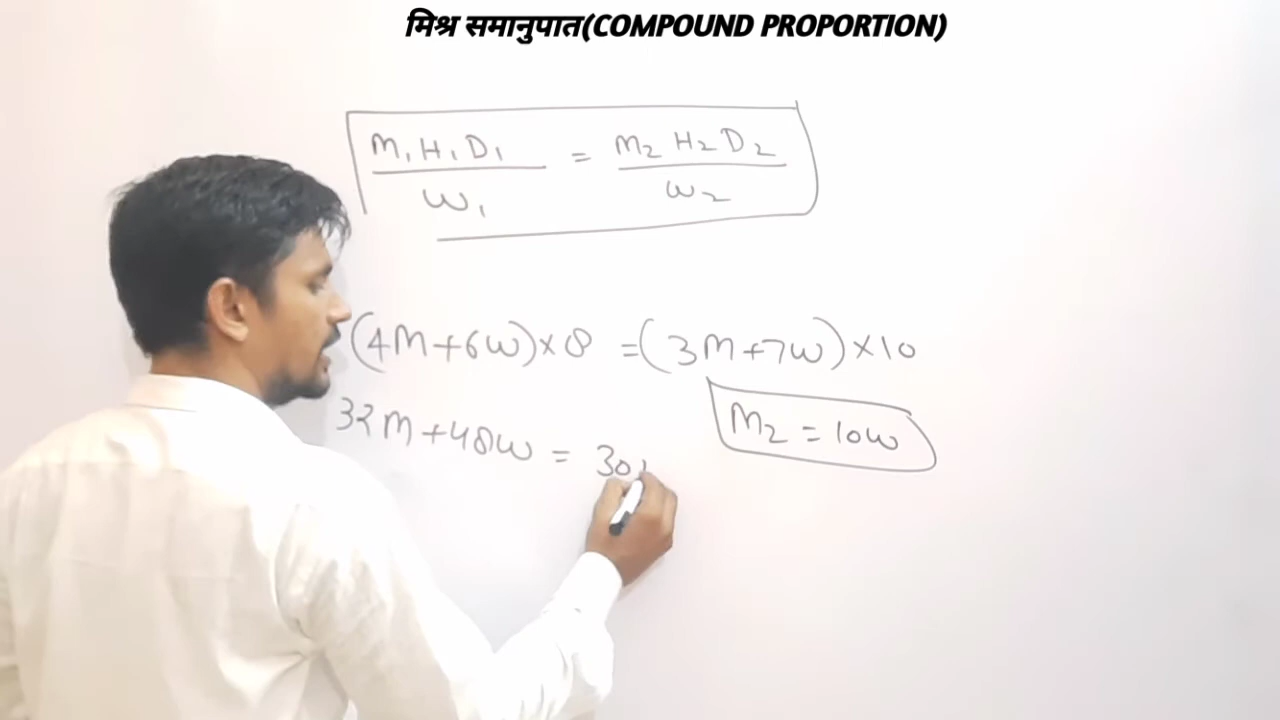 मिश्र समानुपात(COMPOUND PROPORTION)
M₁H₁D₁ / W₁ = M₂H₂D₂ / W₂
(4M+6W)×8 =(3M+7W)×10
32M+48W = 30
M₂ = 10W